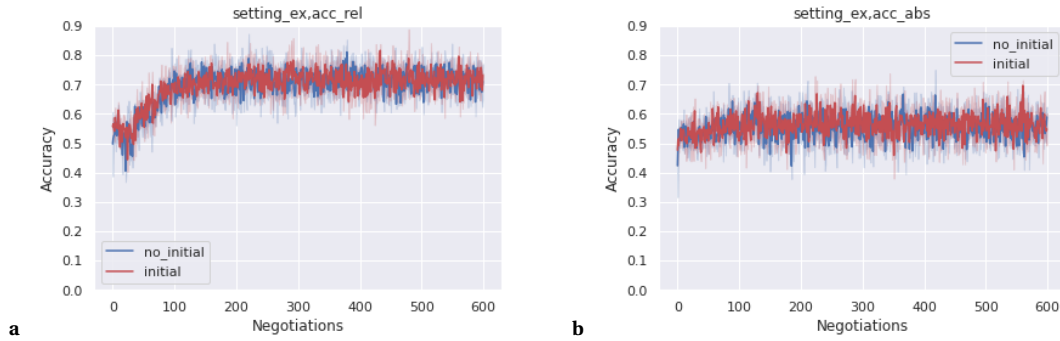 setting_ex,acc_rel
0.9
0.8
0.7
0.6
0.5
0.4
0.3
0.2
0.1
0.0
Accuracy
no_initial
initial
0 100 200 300 400 500 600
Negotiations
a
setting_ex,acc_abs
0.9
0.8
0.7
0.6
0.5
0.4
0.3
0.2
0.1
0.0
Accuracy
no_initial
initial
0 100 200 300 400 500 600
Negotiations
b